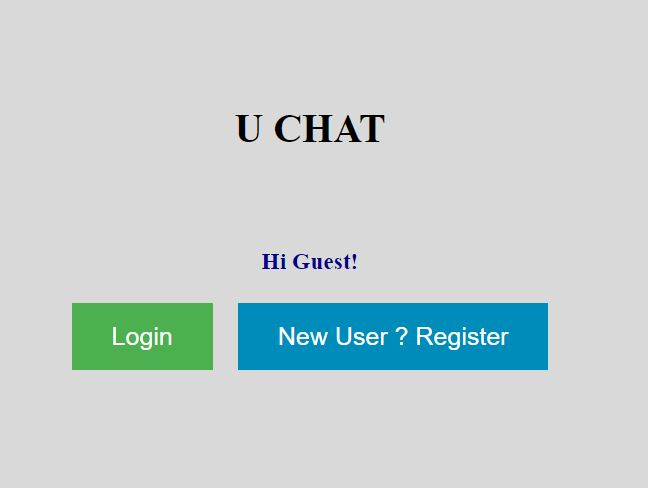 U CHAT
Hi Guest!
Login
New User ? Register